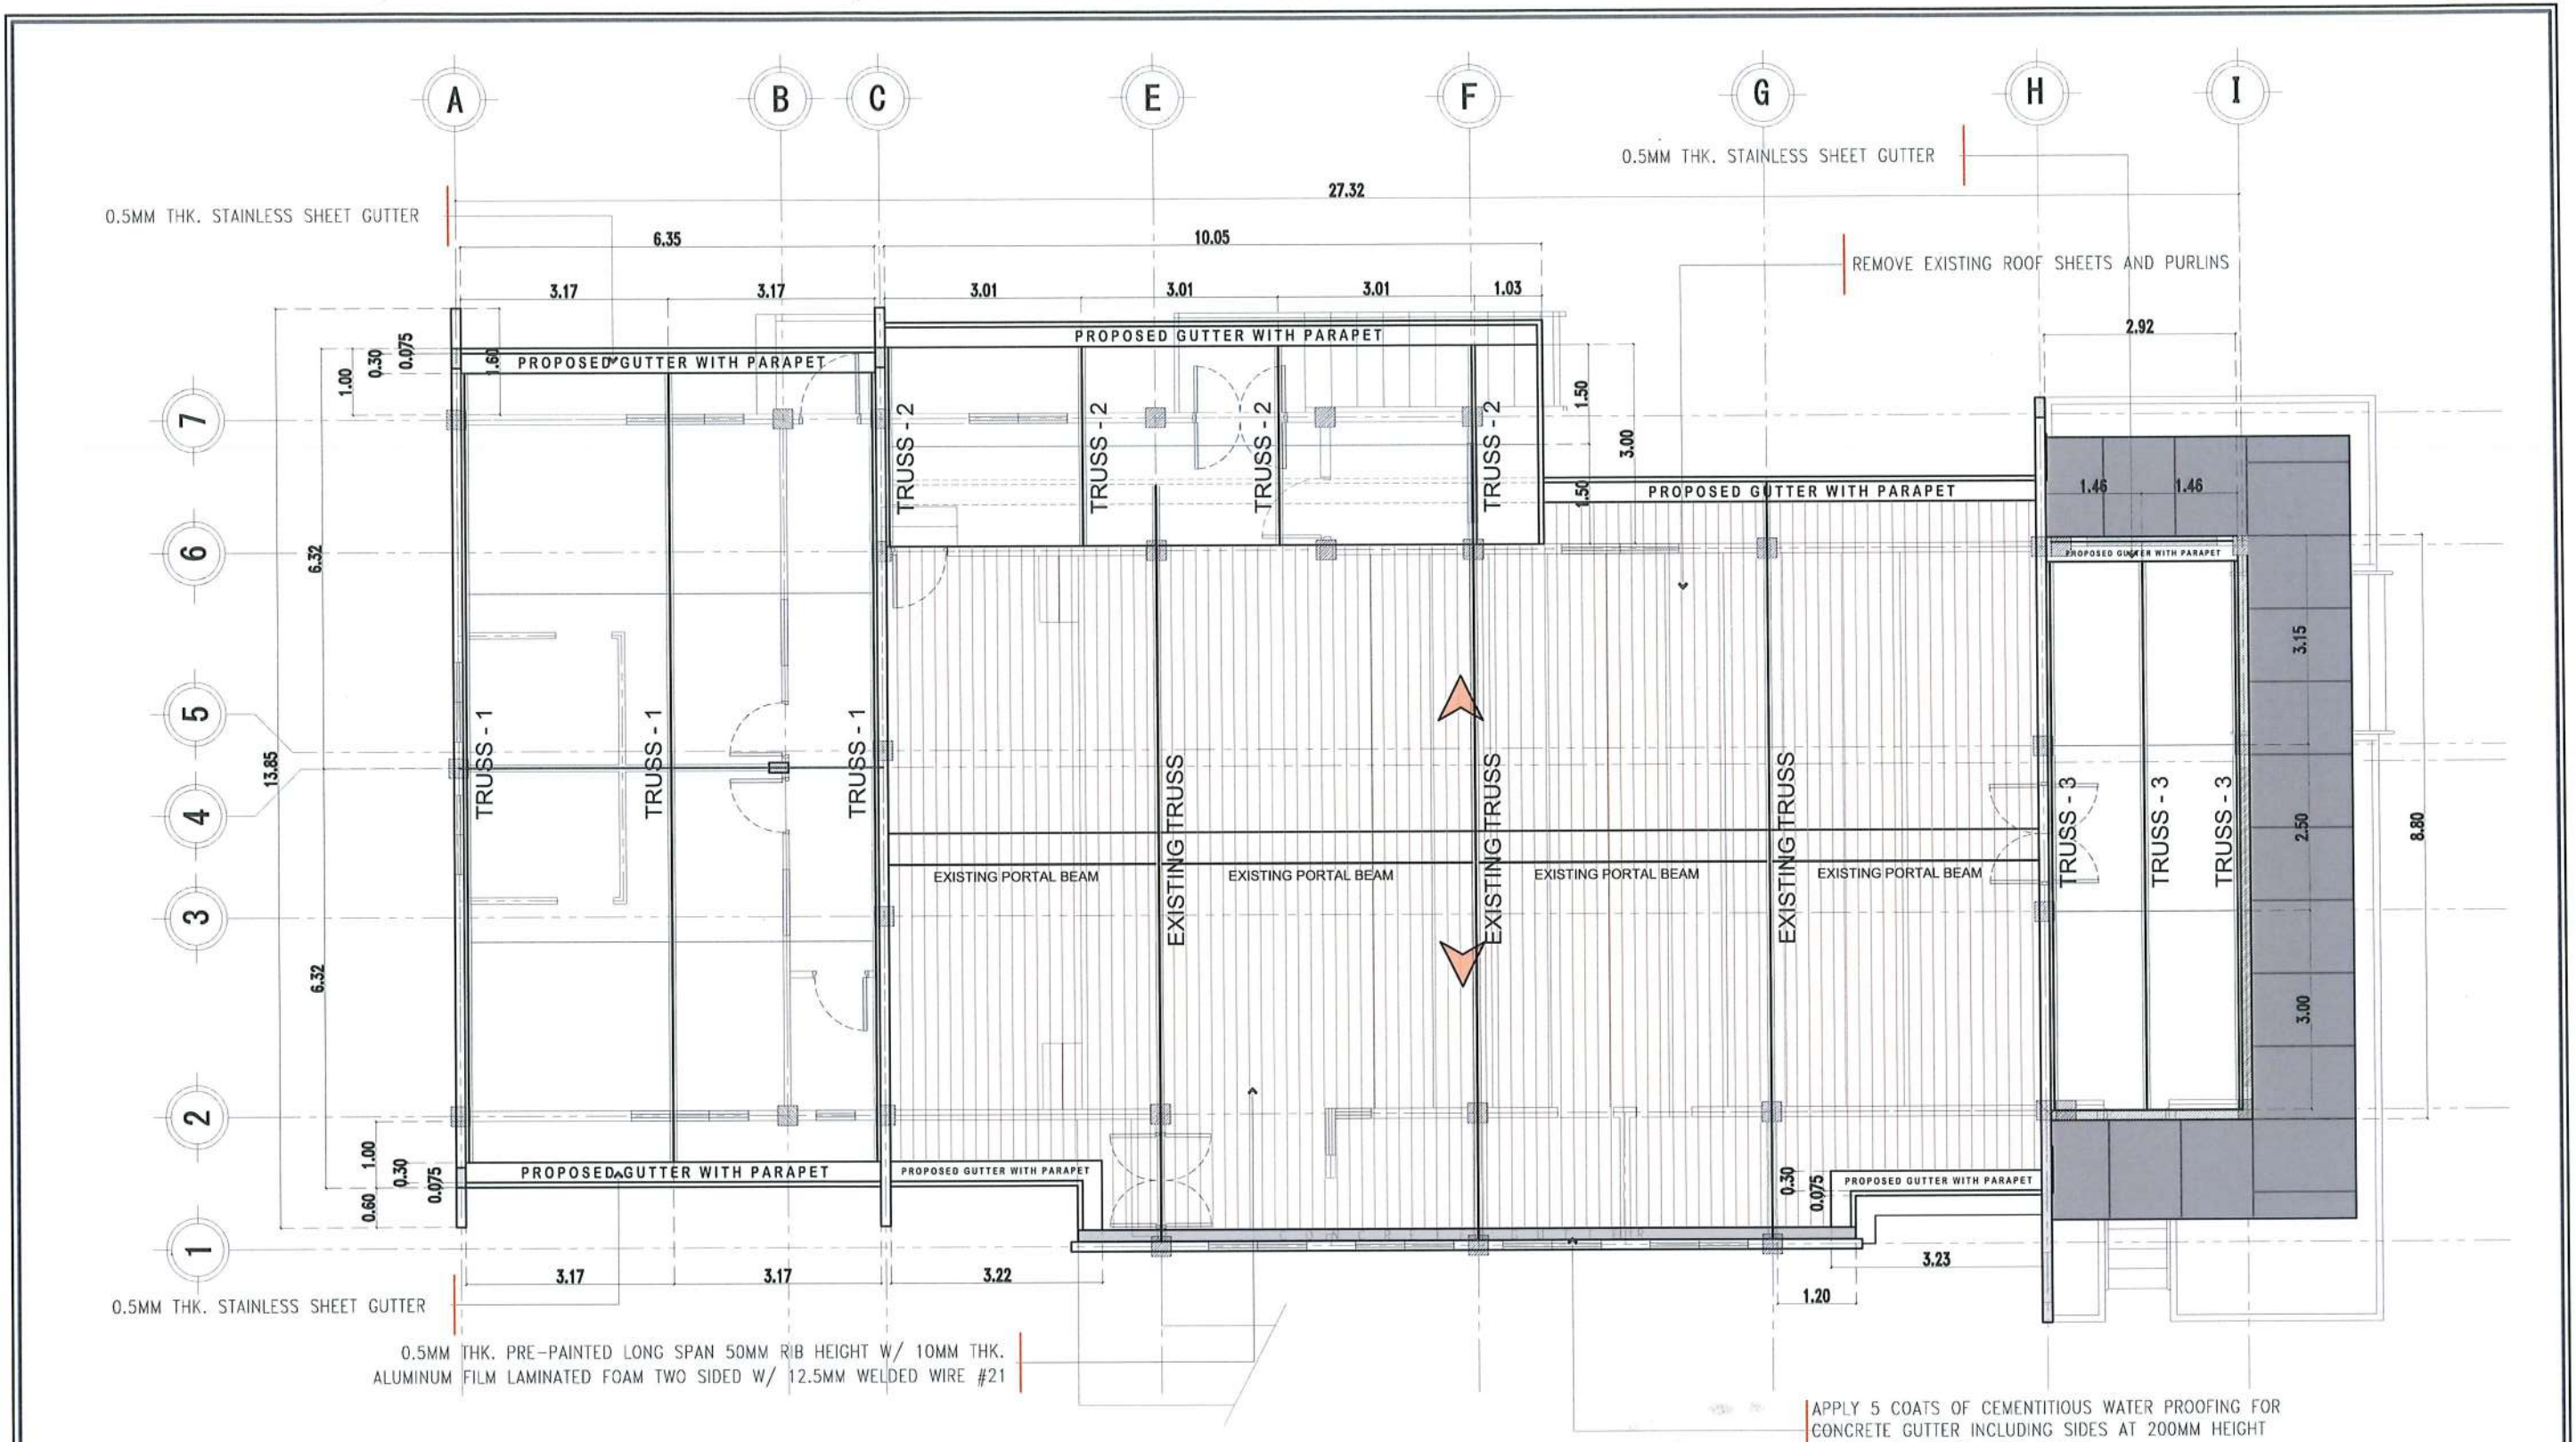 A
B
C
E
F
G
H
I
0.5MM THK. STAINLESS SHEET GUTTER
27.32
0.5MM THK. STAINLESS SHEET GUTTER
6.35
10.05
REMOVE EXISTING ROOF SHEETS AND PURLINS
3.17
3.17
3.01
3.01
3.01
1.03
2.92
PROPOSED GUTTER WITH PARAPET
PROPOSED GUTTER WITH PARAPET
1.00
0.30
0.075
1.60
1.50
3.00
1.50
7
TRUSS - 2
TRUSS - 2
TRUSS - 2
TRUSS - 2
PROPOSED GUTTER WITH PARAPET
1.46
1.46
6
6.32
PROPOSED GUTTER WITH PARAPET
3.15
5
13.85
TRUSS - 1
TRUSS - 1
TRUSS - 1
EXISTING TRUSS
EXISTING TRUSS
EXISTING TRUSS
TRUSS - 3
TRUSS - 3
TRUSS - 3
4
2.50
8.80
EXISTING PORTAL BEAM
EXISTING PORTAL BEAM
EXISTING PORTAL BEAM
EXISTING PORTAL BEAM
3
6.32
3.00
2
1.00
0.30
0.075
0.60
PROPOSED GUTTER WITH PARAPET
PROPOSED GUTTER WITH PARAPET
0.30
0.075
PROPOSED GUTTER WITH PARAPET
1
3.17
3.17
3.22
3.23
1.20
0.5MM THK. STAINLESS SHEET GUTTER
0.5MM THK. PRE-PAINTED LONG SPAN 50MM RIB HEIGHT W/ 10MM THK.
ALUMINUM FILM LAMINATED FOAM TWO SIDED W/ 12.5MM WELDED WIRE #21
APPLY 5 COATS OF CEMENTITIOUS WATER PROOFING FOR
CONCRETE GUTTER INCLUDING SIDES AT 200MM HEIGHT